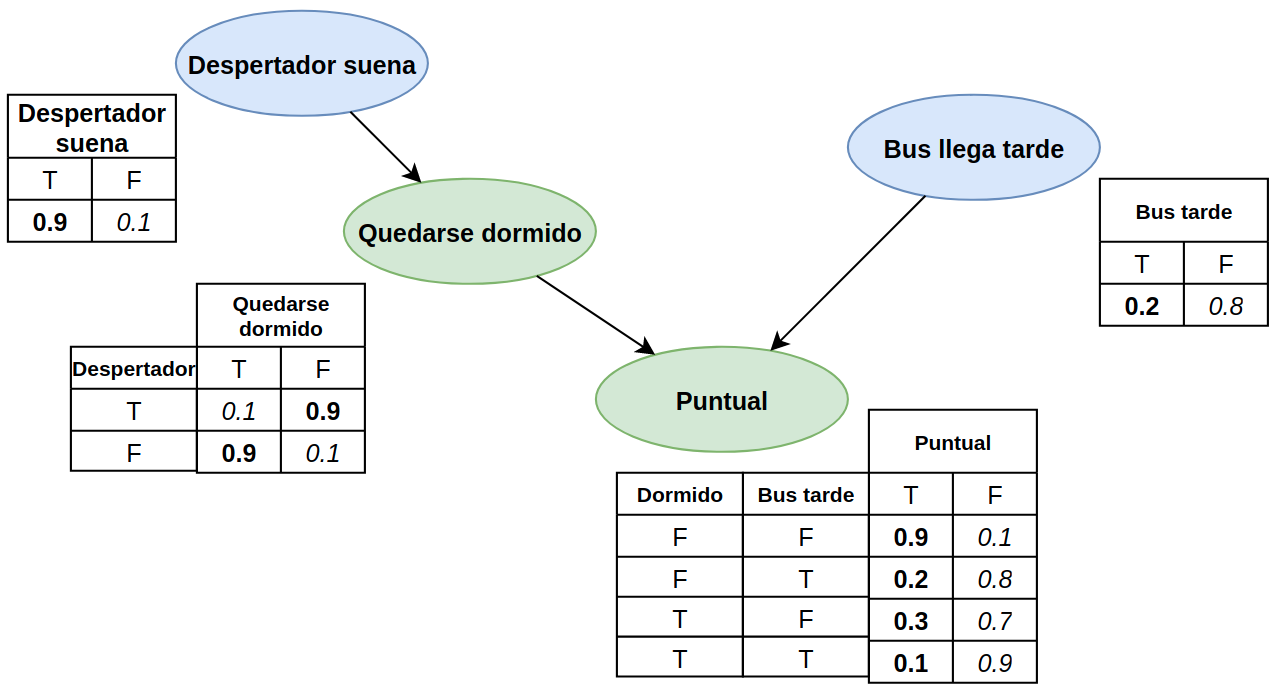 Despertador suena
Despertador
suena
T F
0.9 0.1
Bus llega tarde
Bus tarde
T F
0.2 0.8
Quedarse dormido
Quedarse
dormido
Despertador T F
T 0.1 0.9
F 0.9 0.1
Puntual
Puntual
Dormido Bus tarde T F
F F 0.9 0.1
F T 0.2 0.8
T F 0.3 0.7
T T 0.1 0.9